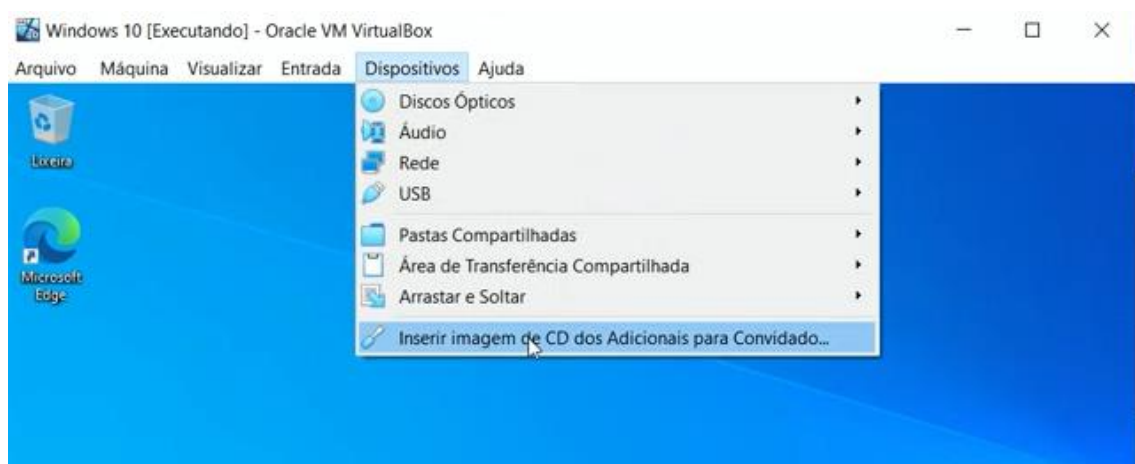 Windows 10 [Executando] - Oracle VM VirtualBox
Arquivo Máquina Visualizar Entrada Dispositivos Ajuda
Discos Ópticos
Áudio
Rede
USB
Pastas Compartilhadas
Área de Transferência Compartilhada
Arrastar e Soltar
Inserir imagem de CD dos Adicionais para Convidado...
Lixeira
Microsoft
Edge